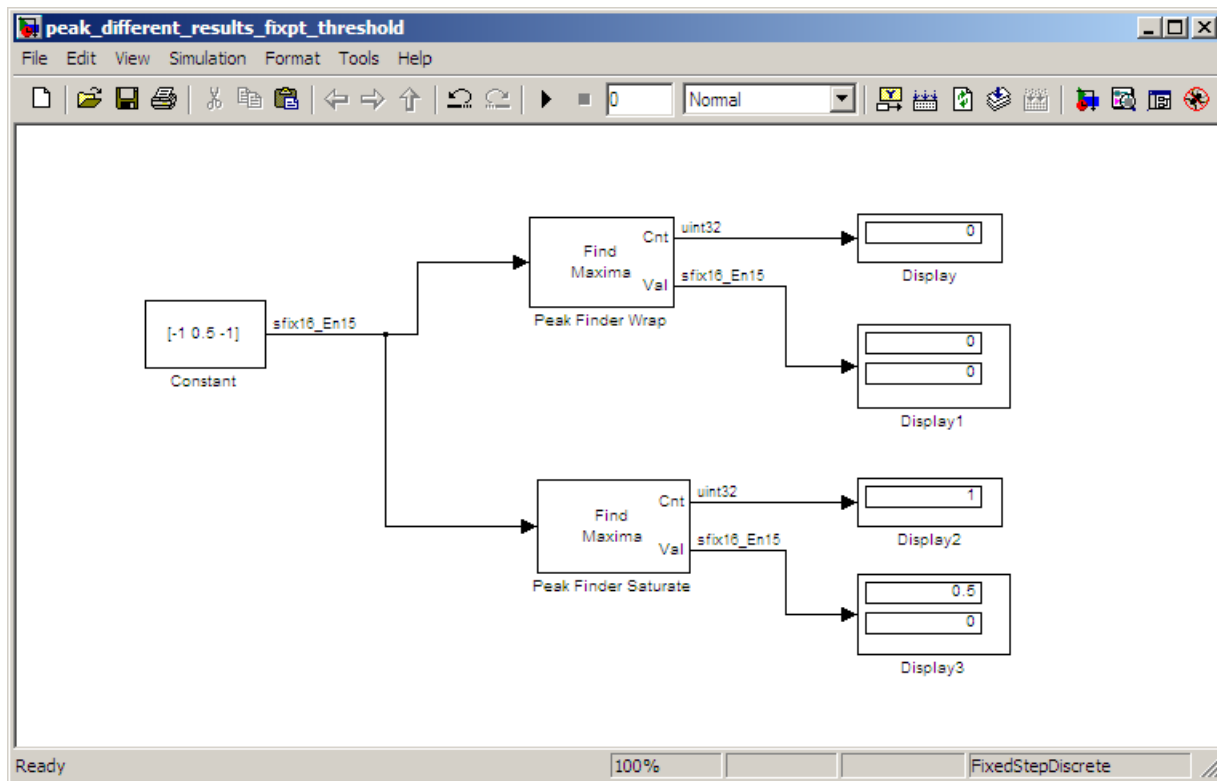 peak_different_results_fixpt_threshold
File Edit View Simulation Format Tools Help
0 Normal
[-1 0.5 -1]
Constant
sfix16_En15
Find
Maxima
Cnt
Val
Peak Finder Wrap
uint32
sfix16_En15
0
Display
0
0
Display1
Find
Maxima
Cnt
Val
Peak Finder Saturate
uint32
sfix16_En15
1
Display2
0.5
0
Display3
Ready 100% FixedStepDiscrete